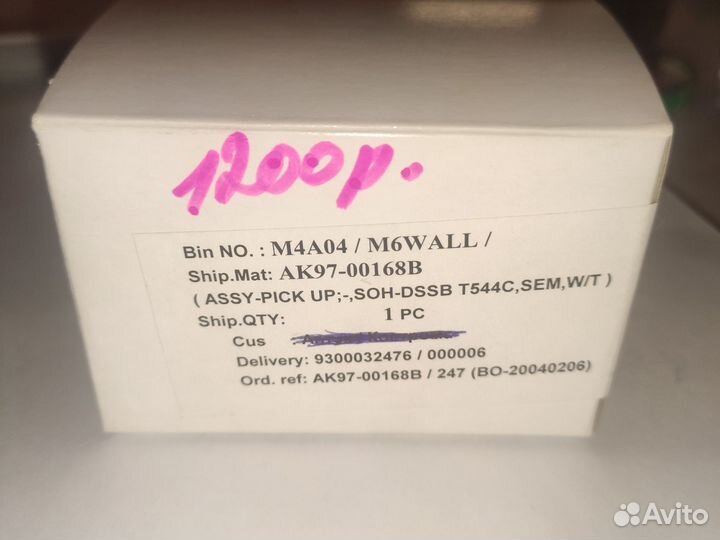 1200р.
Bin NO. : M4A04 / M6WALL /
Ship.Mat: AK97-00168B
( ASSY-PICK UP;-,SOH-DSSB T544C,SEM,W/T )
Ship.QTY: 1 PC
Cus
Delivery: 9300032476 / 000006
Ord. ref: AK97-00168B / 247 (BO-20040206)
Avito